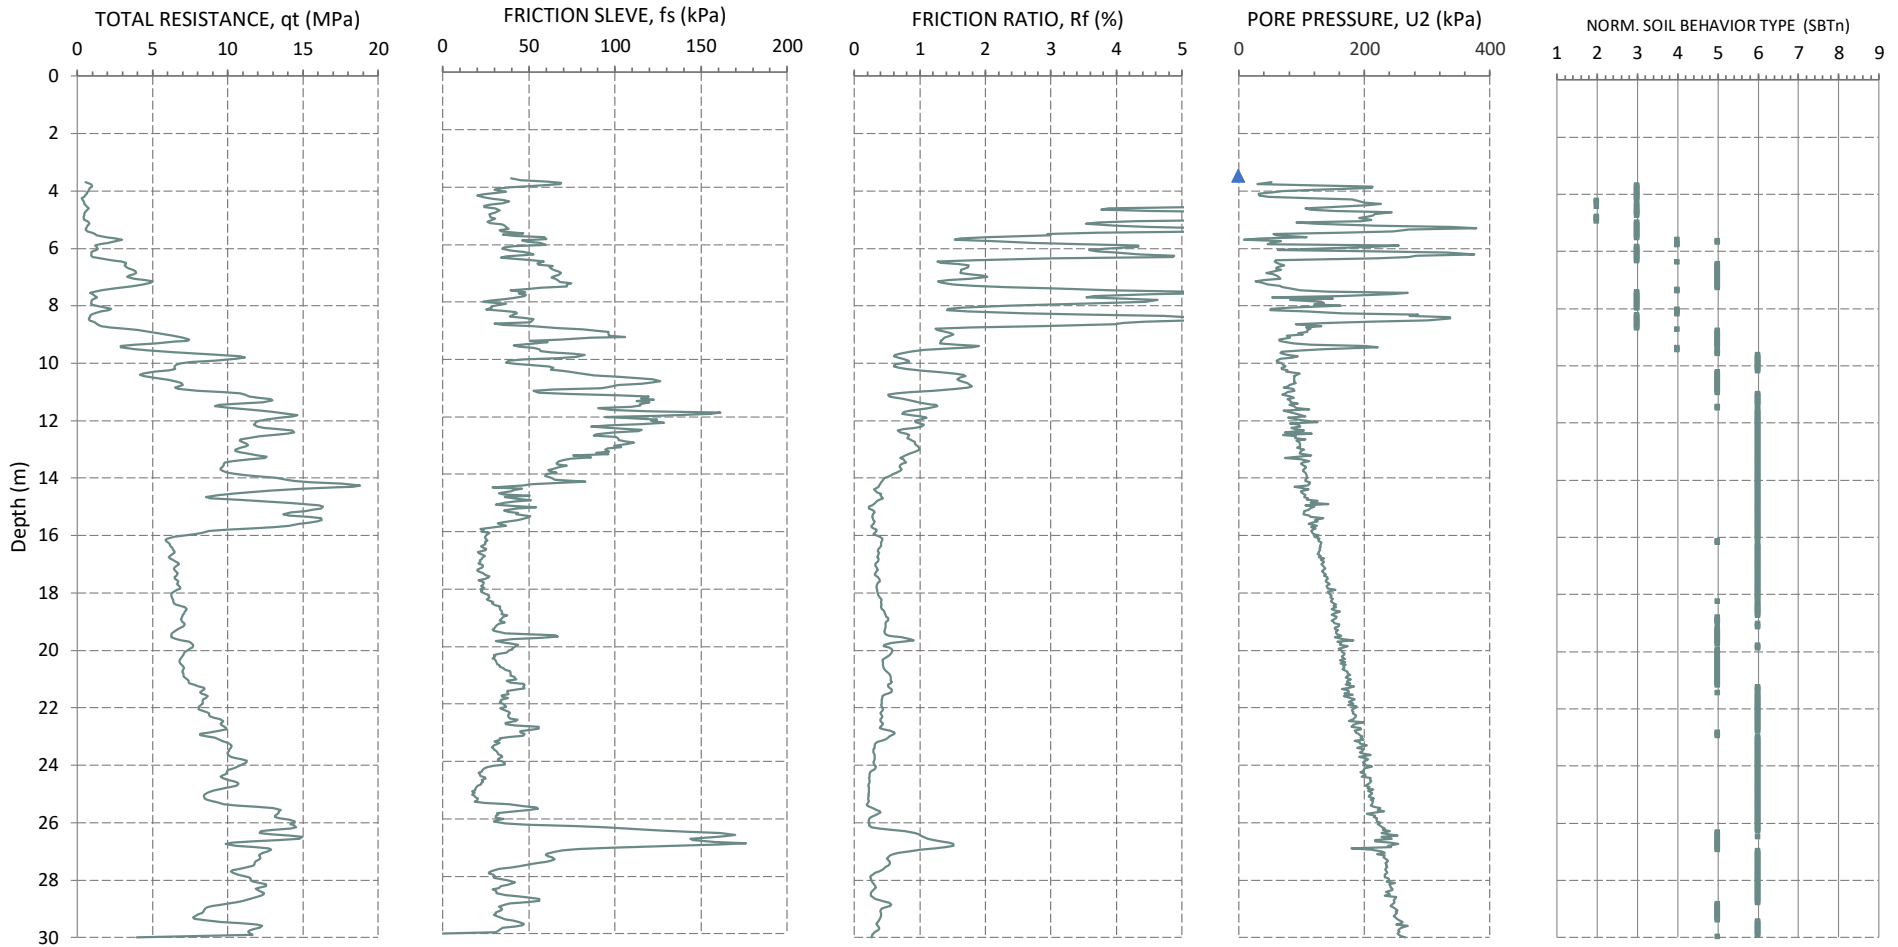 TOTAL RESISTANCE, qt (MPa)
0 5 10 15 20
FRICTION SLEVE, fs (kPa)
0 50 100 150 200
FRICTION RATIO, Rf (%)
0 1 2 3 4 5
PORE PRESSURE, U2 (kPa)
0 200 400
NORM. SOIL BEHAVIOR TYPE (SBTn)
1 2 3 4 5 6 7 8 9
Depth (m)
0
2
4
6
8
10
12
14
16
18
20
22
24
26
28
30